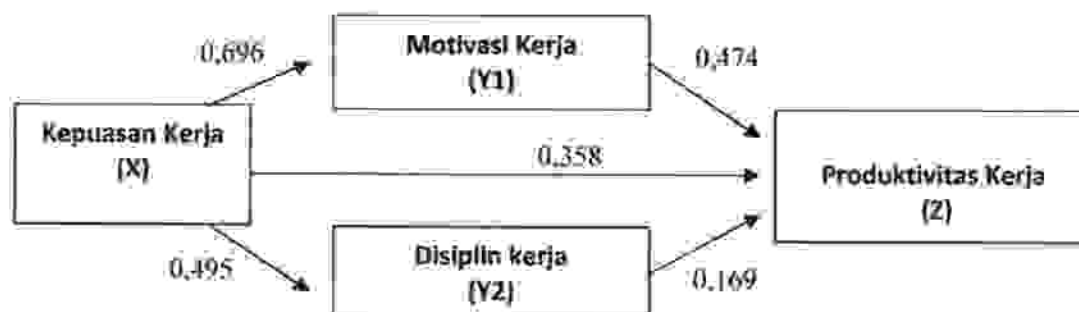 0,696
Motivasi Kerja
(Y1)
0,474
Kepuasan Kerja
(X)
0,358
Produktivitas Kerja
(Z)
0,495
Disiplin kerja
(Y2)
0,169